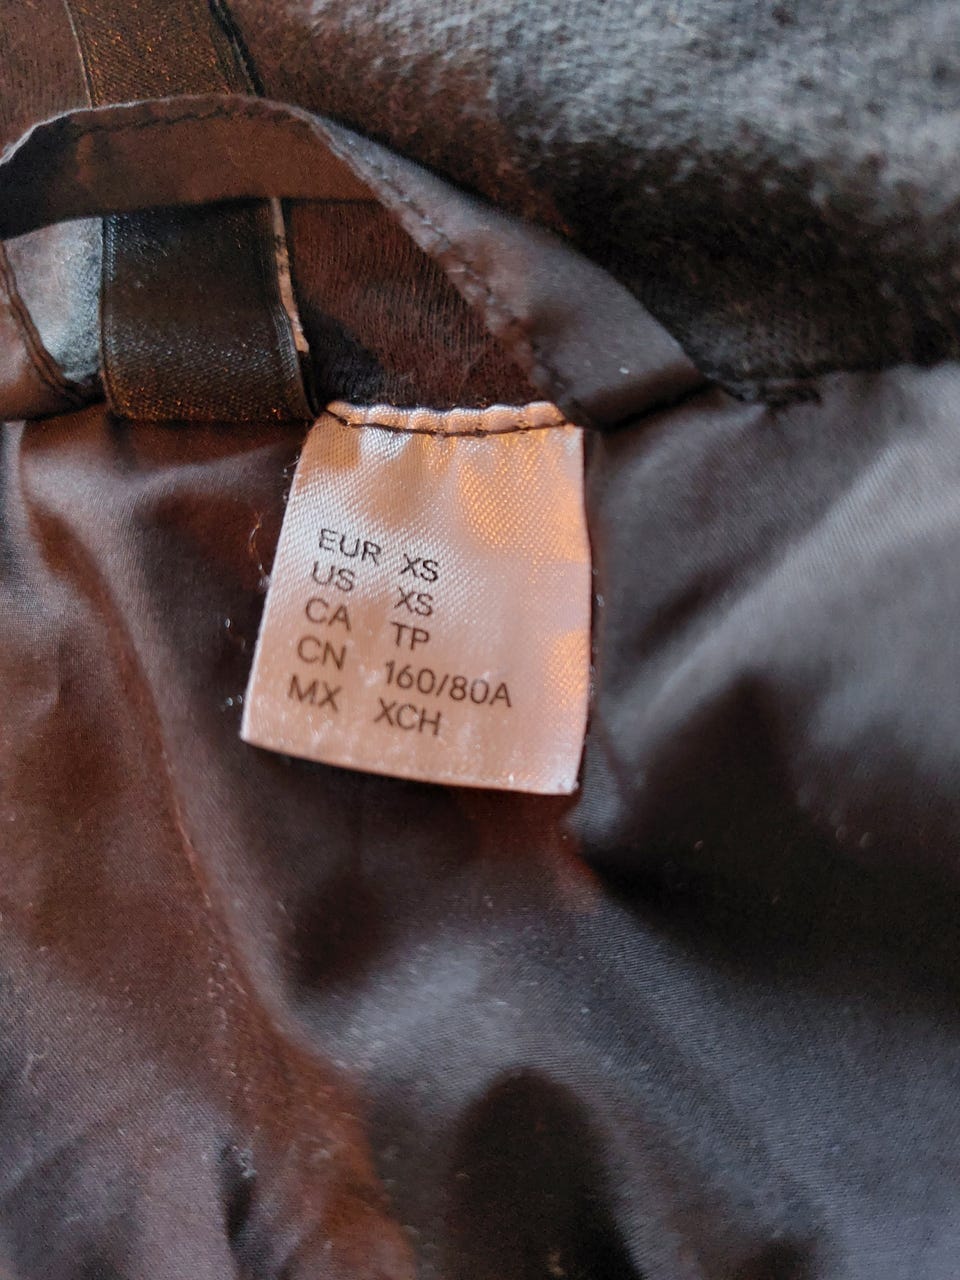 EUR XS
US XS
CA TP
CN 160/80A
MX XCH